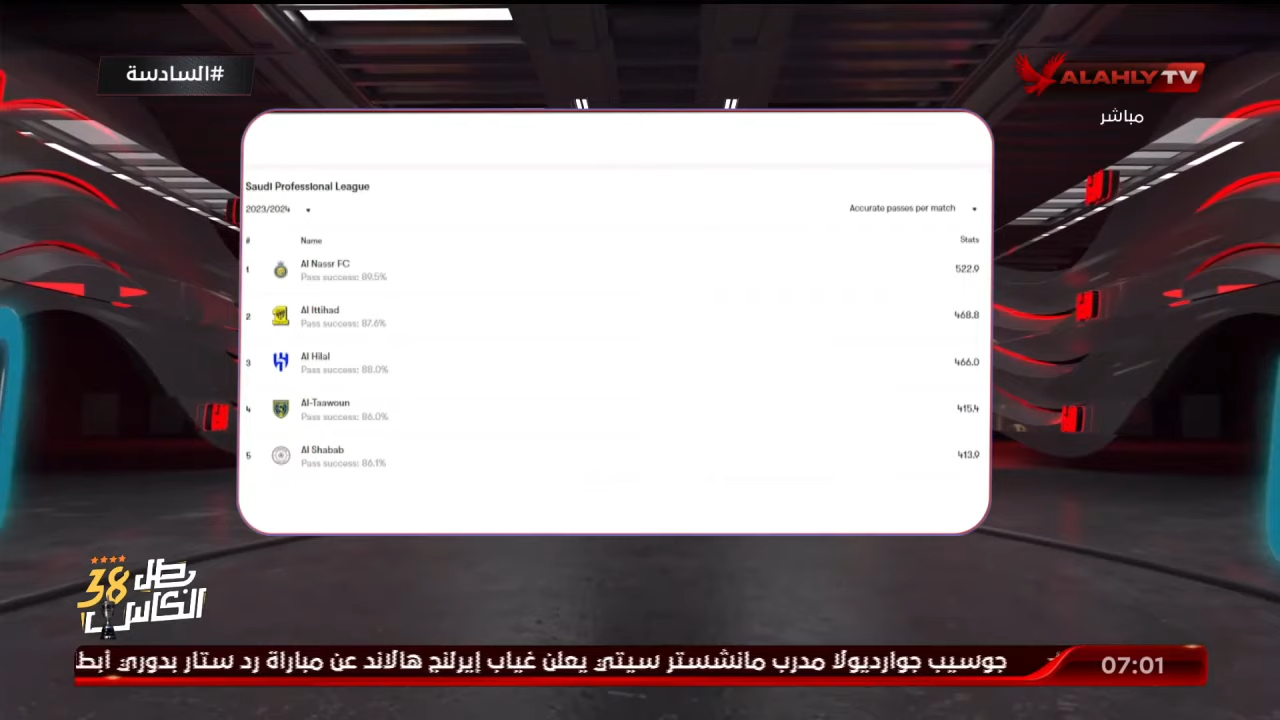 #السادسة
ALAHLY TV
مباشر
Saudi Professional League
2023/2024
Accurate passes per match
# Name Stats
1 Al Nassr FC 522.9
Pass success: 89.5%
2 Al Ittihad 468.8
Pass success: 87.6%
3 Al Hilal 466.0
Pass success: 88.0%
4 Al-Taawoun 415.4
Pass success: 86.0%
5 Al Shabab 413.9
Pass success: 86.1%
بطل
الكاس
38
جوسيب جوارديولا مدرب مانشستر سيتي يعلن غياب إيرلنج هالاند عن مباراة رد ستار بدوري أبط
07:01